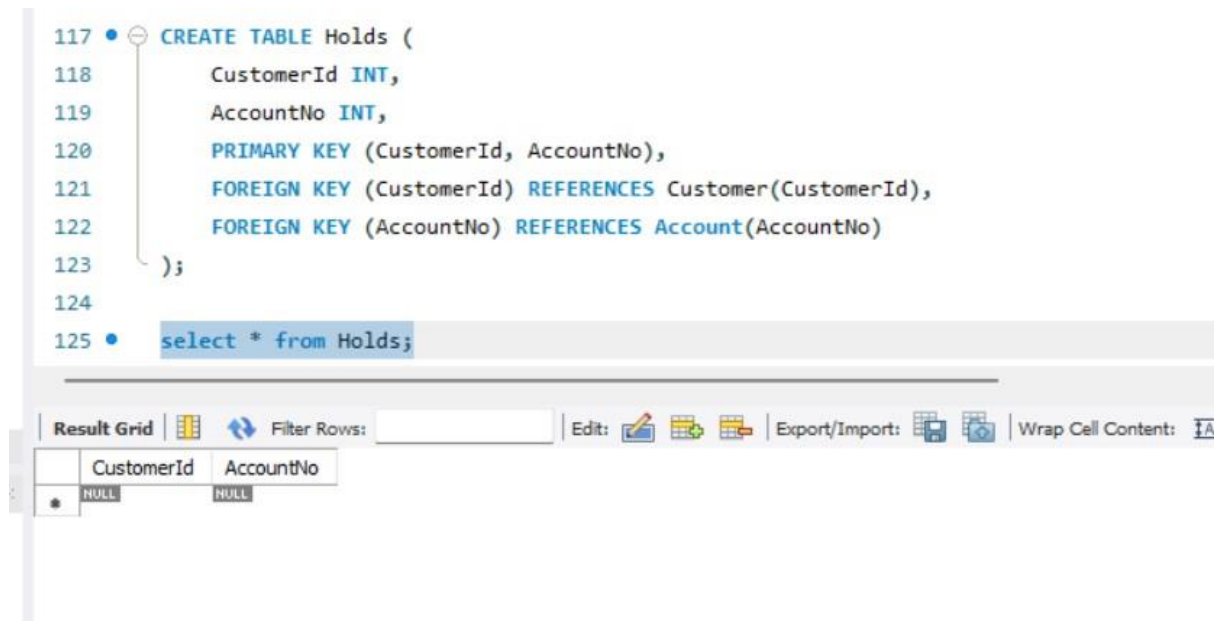 117 CREATE TABLE Holds (
118 CustomerId INT,
119 AccountNo INT,
120 PRIMARY KEY (CustomerId, AccountNo),
121 FOREIGN KEY (CustomerId) REFERENCES Customer(CustomerId),
122 FOREIGN KEY (AccountNo) REFERENCES Account(AccountNo)
123 );
124
125 select * from Holds;
Result Grid Filter Rows: Edit: Export/Import: Wrap Cell Content:
CustomerId AccountNo
NULL NULL